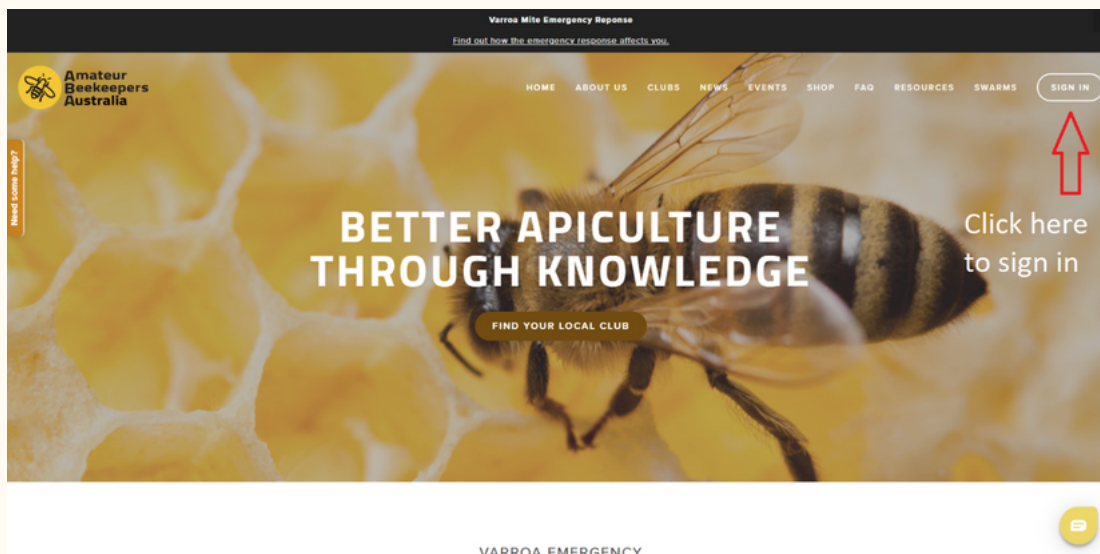 Varroa Mite Emergency Reponse
Find out how the emergency response affects you.
Amateur
Beekeepers
Australia
HOME ABOUT US CLUBS NEWS EVENTS SHOP FAQ RESOURCES SWARMS SIGN IN
Need some help?
Click here
to sign in
BETTER APICULTURE
THROUGH KNOWLEDGE
FIND YOUR LOCAL CLUB
VARROA EMERGENCY